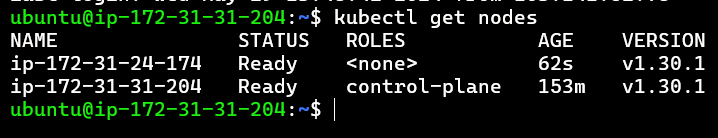 ubuntu@ip-172-31-31-204:~$ kubectl get nodes
NAME STATUS ROLES AGE VERSION
ip-172-31-24-174 Ready <none> 62s v1.30.1
ip-172-31-31-204 Ready control-plane 153m v1.30.1
ubuntu@ip-172-31-31-204:~$